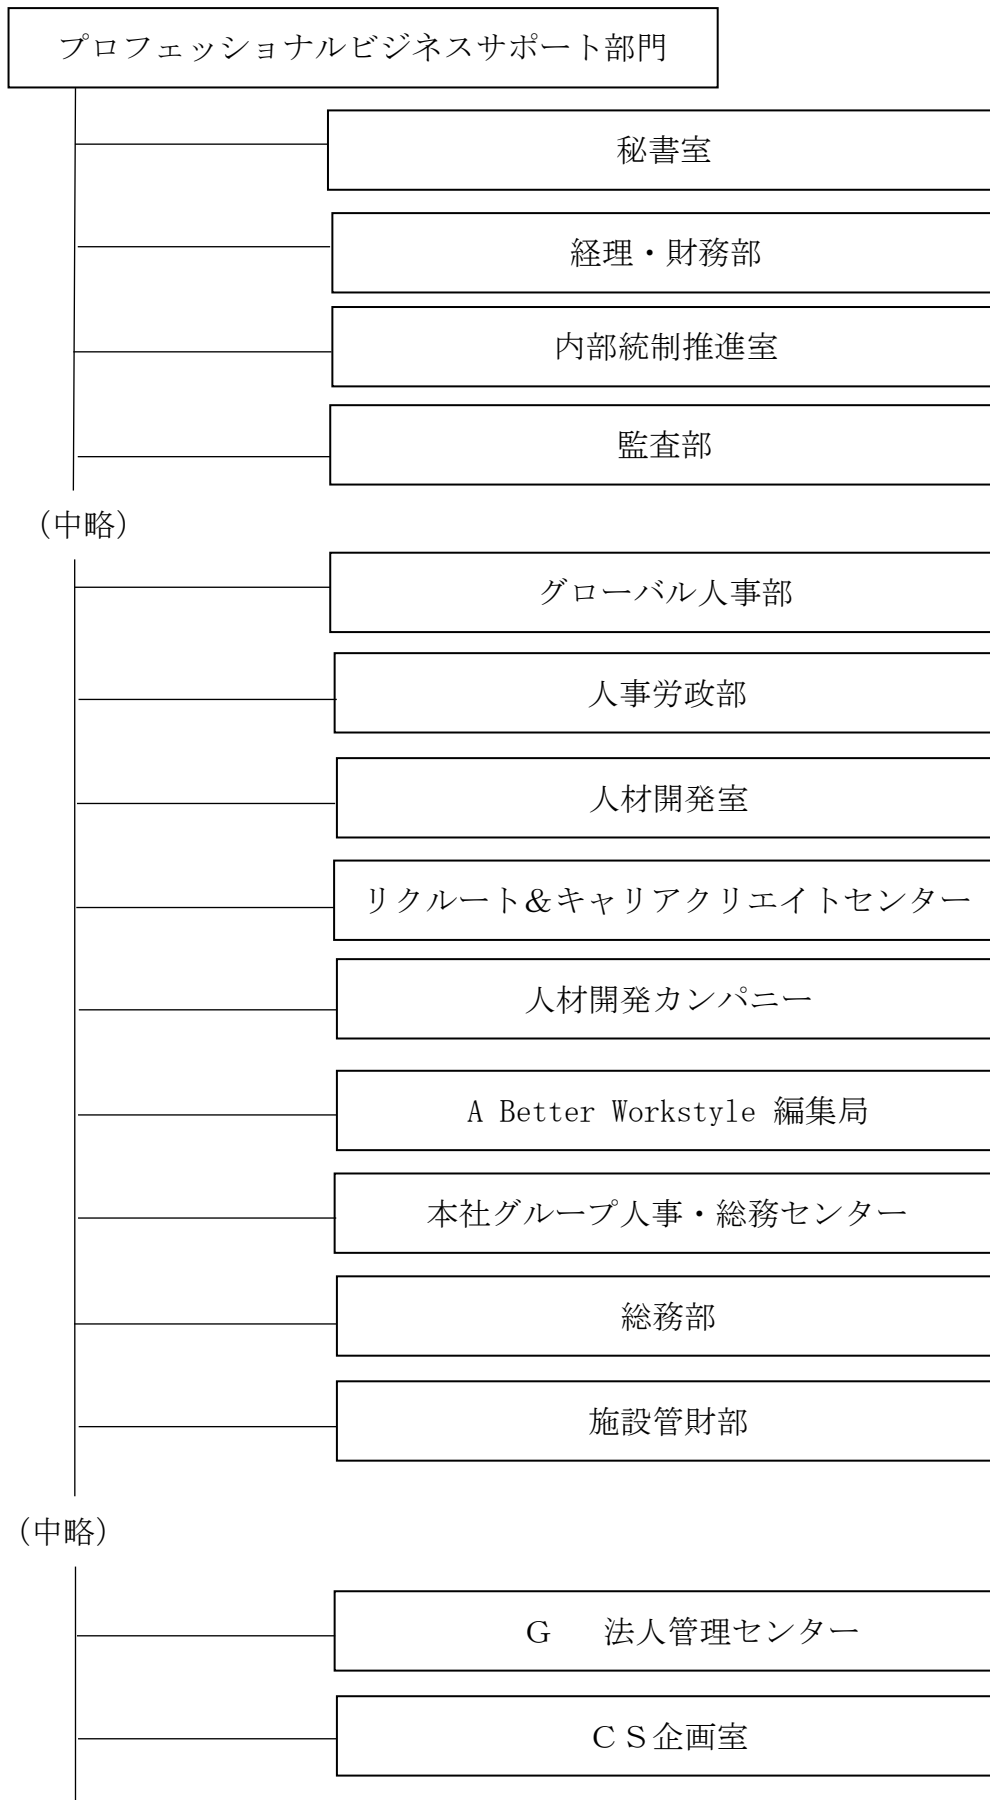 プロフェッショナルビジネスサポート部門
秘書室
経理・財務部
内部統制推進室
監査部
（中略）
グローバル人事部
人事労政部
人材開発室
リクルート＆キャリアクリエイトセンター
人材開発カンパニー
A Better Workstyle 編集局
本社グループ人事・総務センター
総務部
施設管財部
（中略）
Ｇ　法人管理センター
ＣＳ企画室